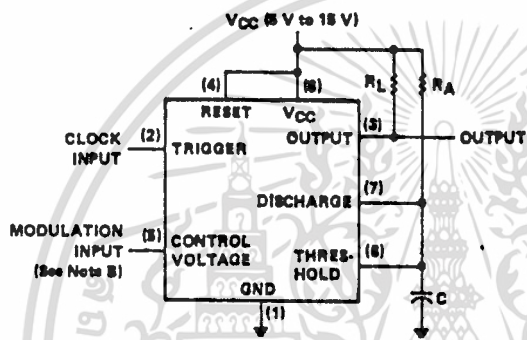 VCC (5 V to 15 V)
(4)
(8)
RL
RA
RESET
VCC
CLOCK
INPUT
(2)
TRIGGER
OUTPUT
(3)
OUTPUT
DISCHARGE
(7)
MODULATION
INPUT
(See Note B)
(5)
CONTROL
VOLTAGE
THRES-
HOLD
(6)
GND
(1)
C